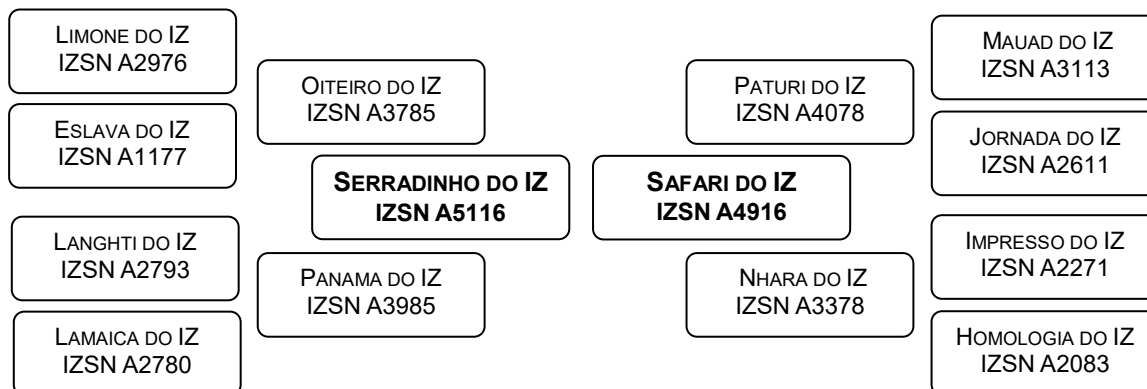 LIMONE DO IZ
IZSN A2976
ESLAVA DO IZ
IZSN A1177
LANGHTI DO IZ
IZSN A2793
LAMAICA DO IZ
IZSN A2780
OITEIRO DO IZ
IZSN A3785
PANAMA DO IZ
IZSN A3985
SERRADINHO DO IZ
IZSN A5116
SAFARI DO IZ
IZSN A4916
PATURI DO IZ
IZSN A4078
NHARA DO IZ
IZSN A3378
MAUAD DO IZ
IZSN A3113
JORNADA DO IZ
IZSN A2611
IMPRESSO DO IZ
IZSN A2271
HOMOLOGIA DO IZ
IZSN A2083